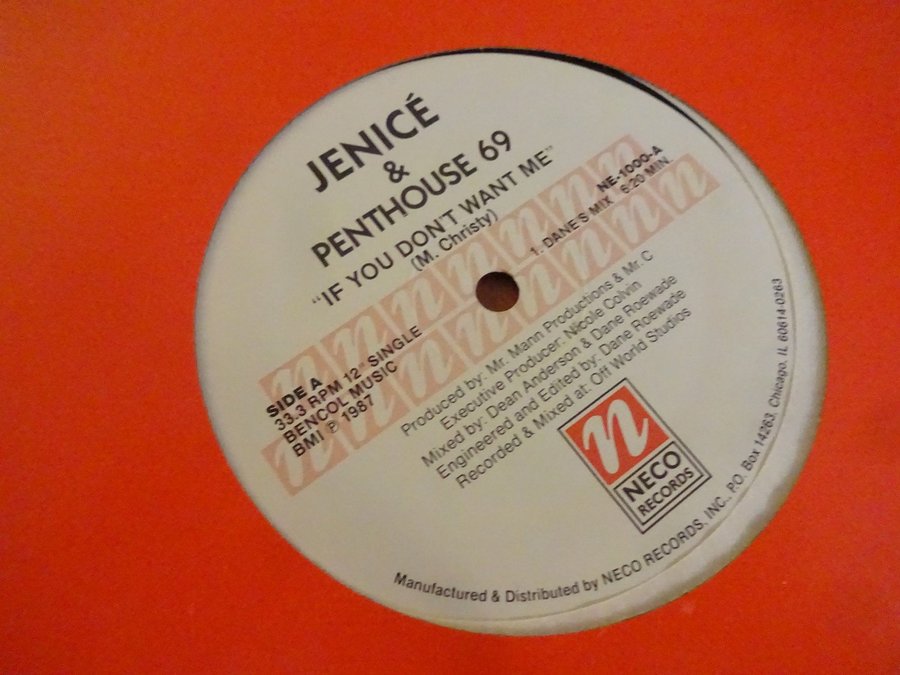 JENICÉ
&
PENTHOUSE 69
"IF YOU DON'T WANT ME"
(M. Christy)
NE-1000-A
1. DANE'S MIX 6:20 MIN.
SIDE A
33.3 RPM 12" SINGLE
BENCOL MUSIC
BMI ℗ 1987
Produced by: Mr. Mann Productions & Mr. C
Executive Producer: Nicole Colvin
Mixed by: Dean Anderson & Dane Roewade
Engineered and Edited by: Dane Roewade
Recorded & Mixed at: Off World Studios
n
NECO
RECORDS
Manufactured & Distributed by NECO RECORDS, INC., P.O. Box 14263, Chicago, IL 60614-0263